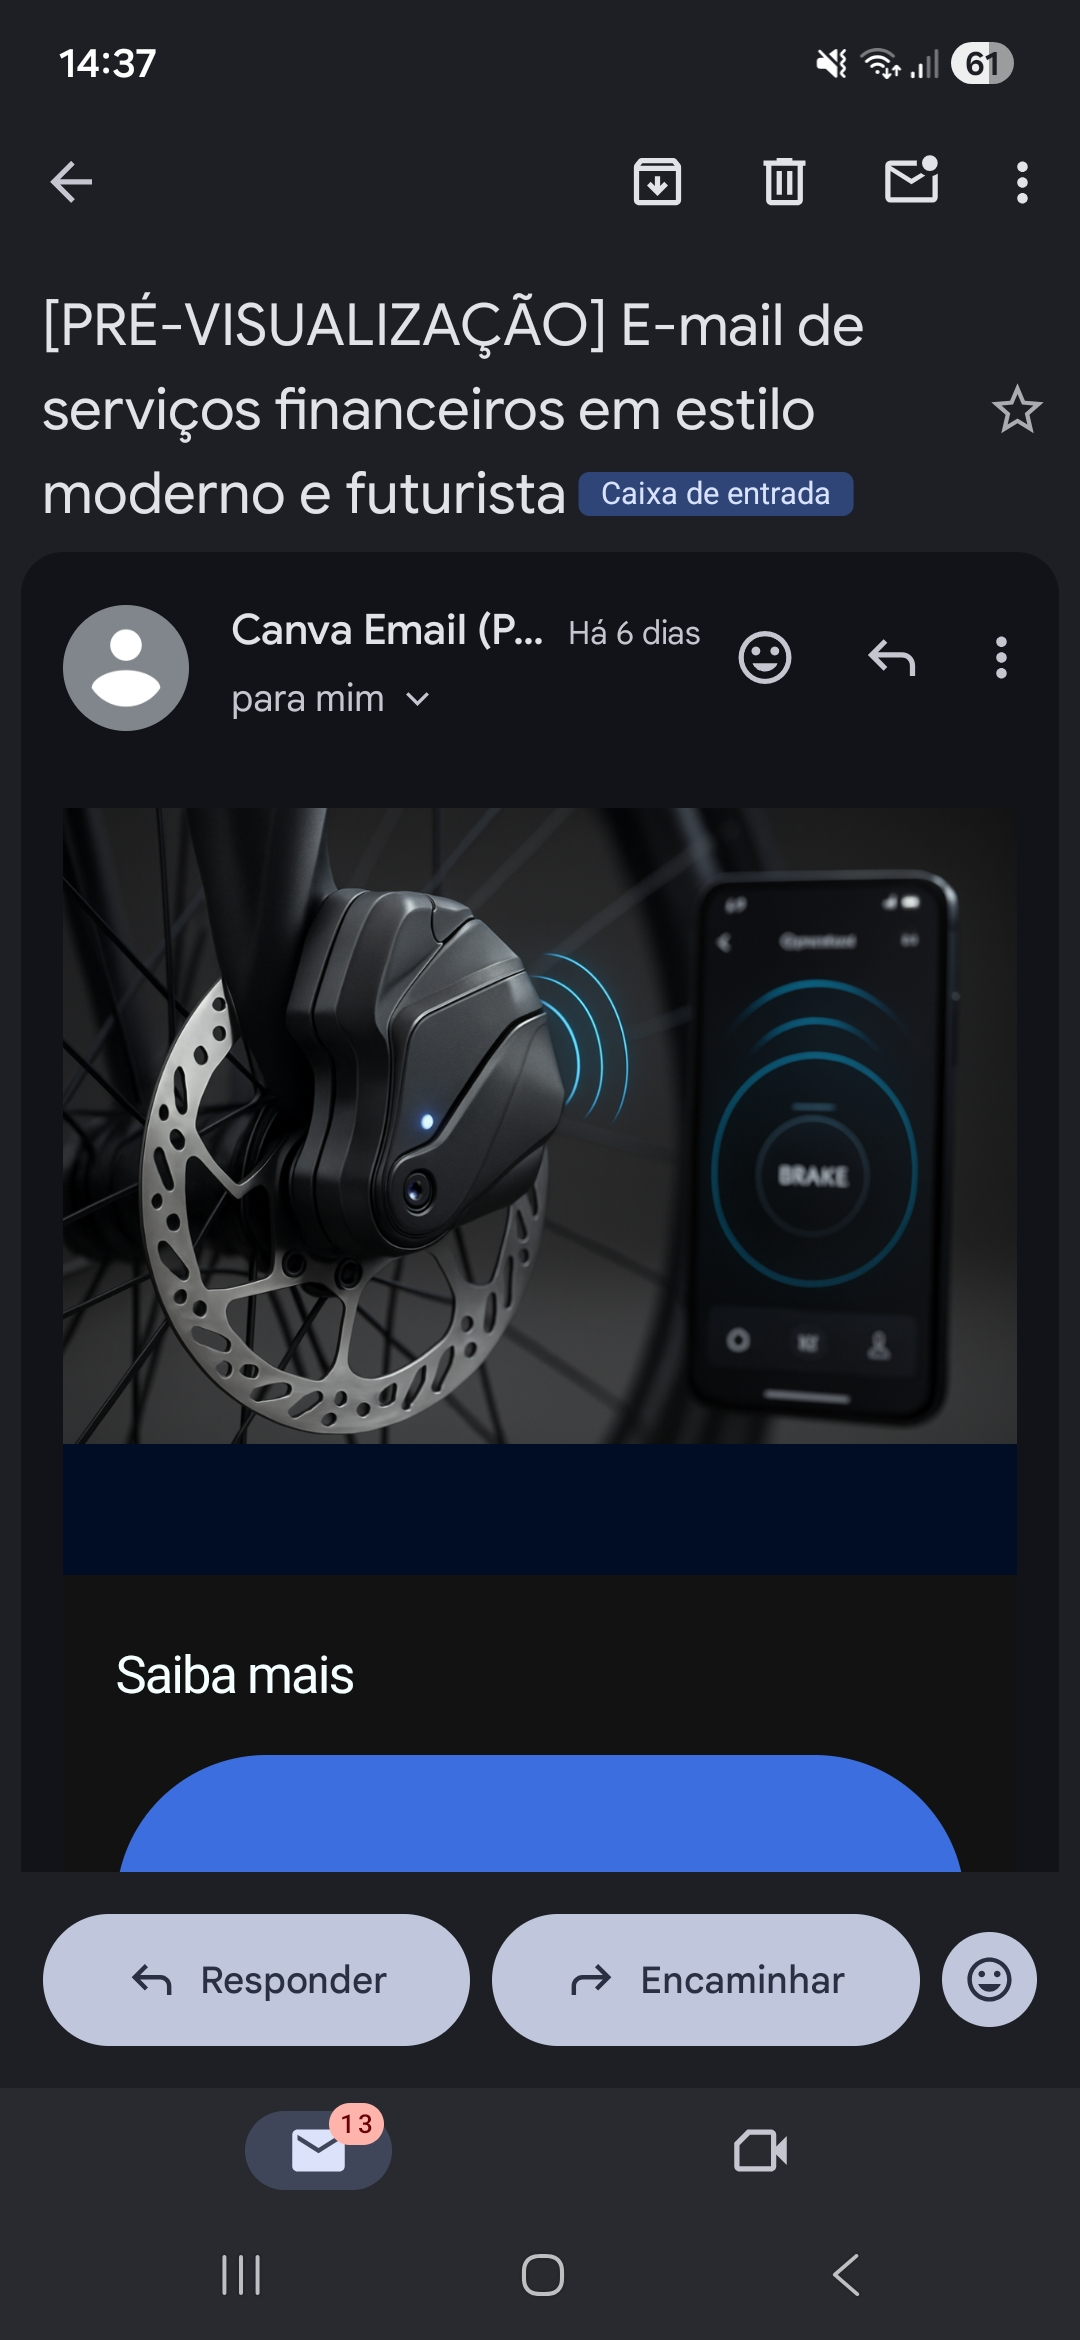 14:37
61
[PRÉ-VISUALIZAÇÃO] E-mail de
serviços financeiros em estilo
moderno e futurista Caixa de entrada
Canva Email (P... Há 6 dias
para mim
BRAKE
Saiba mais
Responder
Encaminhar
13